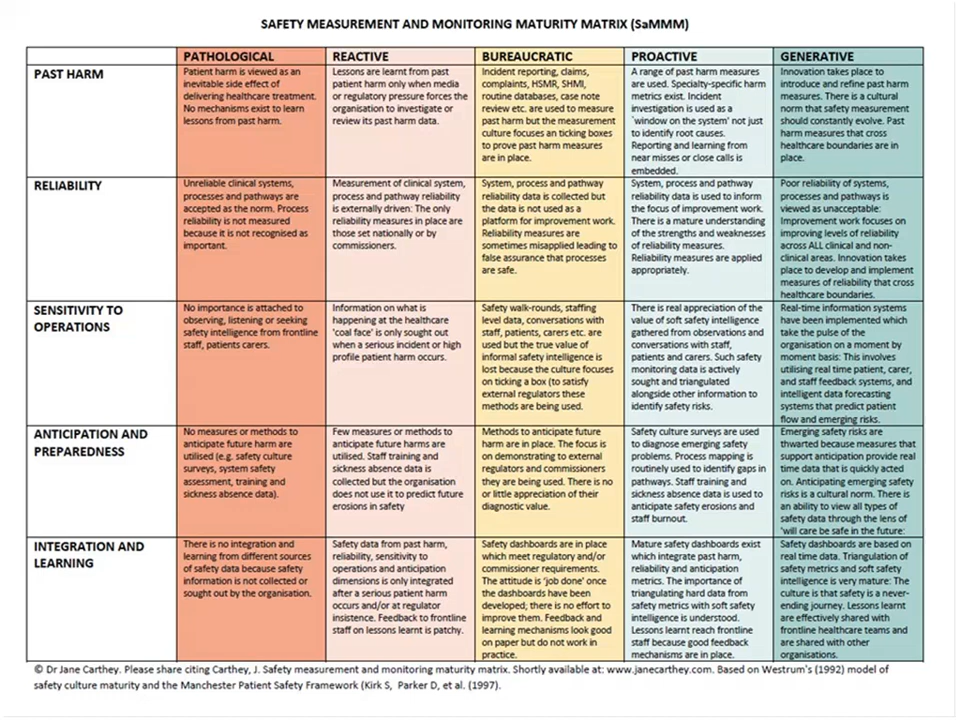 SAFETY MEASUREMENT AND MONITORING MATURITY MATRIX (SaMMM)
PATHOLOGICAL
REACTIVE
BUREAUCRATIC
PROACTIVE
GENERATIVE
PAST HARM
Patient harm is viewed as an
inevitable side effect of
delivering healthcare treatment.
No mechanisms exist to learn
lessons from past harm.
Lessons are learnt from past
patient harm only when media
or regulatory pressure forces the
organisation to investigate or
review its past harm data.
Incident reporting, claims,
complaints, HSMR, SHMI,
routine databases, case note
review etc. are used to measure
past harm but the measurement
culture focuses an ticking boxes
to prove past harm measures
are in place.
A range of past harm measures
are used. Specialty-specific harm
metrics exist. Incident
investigation is used as a
`window on the system' not just
to identify root causes.
Reporting and learning from
near misses or close calls is
embedded.
Innovation takes place to
introduce and refine past harm
measures. There is a cultural
norm that safety measurement
should constantly evolve. Past
harm measures that cross
healthcare boundaries are in
place.
RELIABILITY
Unreliable clinical systems,
processes and pathways are
accepted as the norm. Process
reliability is not measured
because it is not recognised as
important.
Measurement of clinical system,
process and pathway reliability
is externally driven: The only
reliability measures in place are
those set nationally or by
commissioners.
System, process and pathway
reliability data is collected but
the data is not used as a
platform for improvement work.
Reliability measures are
sometimes misapplied leading to
false assurance that processes
are safe.
System, process and pathway
reliability data is used to inform
the focus of improvement work.
There is a mature understanding
of the strengths and weaknesses
of reliability measures.
Reliability measures are applied
appropriately.
Poor reliability of systems,
processes and pathways is
viewed as unacceptable:
Improvement work focuses on
improving levels of reliability
across ALL clinical and non-
clinical areas. Innovation takes
place to develop and implement
measures of reliability that cross
healthcare boundaries.
SENSITIVITY TO
OPERATIONS
No importance is attached to
observing, listening or seeking
safety intelligence from frontline
staff, patients carers.
Information on what is
happening at the healthcare
'coal face' is only sought out
when a serious incident or high
profile patient harm occurs.
Safety walk-rounds, staffing
level data, conversations with
staff, patients, carers etc. are
used but the true value of
informal safety intelligence is
lost because the culture focuses
on ticking a box (to satisfy
external regulators these
methods are being used.
There is real appreciation of the
value of soft safety intelligence
gathered from observations and
conversations with staff,
patients and carers. Such safety
monitoring data is actively
sought and triangulated
alongside other information to
identify safety risks.
Real-time information systems
have been implemented which
take the pulse of the
organisation on a moment by
moment basis: This involves
utilising real time patient, carer,
and staff feedback systems, and
intelligent data forecasting
systems that predict patient
flow and emerging risks.
ANTICIPATION AND
PREPAREDNESS
No measures or methods to
anticipate future harm are
utilised (e.g. safety culture
surveys, system safety
assessment, training and
sickness absence data).
Few measures or methods to
anticipate future harms are
utilised. Staff training and
sickness absence data is
collected but the organisation
does not use it to predict future
erosions in safety
Methods to anticipate future
harm are in place. The focus is
on demonstrating to external
regulators and commissioners
they are being used. There is no
or little appreciation of their
diagnostic value.
Safety culture surveys are used
to diagnose emerging safety
problems. Process mapping is
routinely used to identify gaps in
pathways. Staff training and
sickness absence data is used to
anticipate safety erosions and
staff burnout.
Emerging safety risks are
thwarted because measures that
support anticipation provide real
time data that is quickly acted
on. Anticipating emerging safety
risks is a cultural norm. There is
an ability to view all types of
safety data through the lens of
'will care be safe in the future:
INTEGRATION AND
LEARNING
There is no integration and
learning from different sources
of safety data because safety
information is not collected or
sought out by the organisation.
Safety data from past harm,
reliability, sensitivity to
operations and anticipation
dimensions is only integrated
after a serious patient harm
occurs and/or at regulator
insistence. Feedback to frontline
staff on lessons learnt is patchy.
Safety dashboards are in place
which meet regulatory and/or
commissioner requirements.
The attitude is 'job done' once
the dashboards have been
developed; there is no effort to
improve them. Feedback and
learning mechanisms look good
on paper but do not work in
practice.
Mature safety dashboards exist
which integrate past harm,
reliability and anticipation
metrics. The importance of
triangulating hard data from
safety metrics with soft safety
intelligence is understood.
Lessons learnt reach frontline
staff because good feedback
mechanisms are in place.
Safety dashboards are based on
real time data. Triangulation of
safety metrics and soft safety
intelligence is very mature: The
culture is that safety is a never-
ending journey. Lessons learnt
are effectively shared with
frontline healthcare teams and
are shared with other
organisations.
© Dr Jane Carthey. Please share citing Carthey, J. Safety measurement and monitoring maturity matrix. Shortly available at: www.janecarthey.com. Based on Westrum's (1992) model of
safety culture maturity and the Manchester Patient Safety Framework (Kirk S, Parker D, et al. (1997).